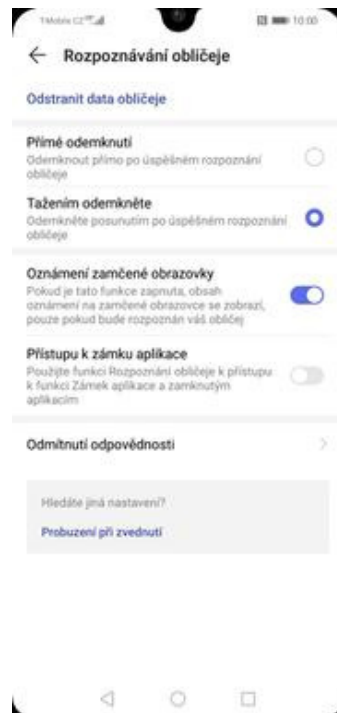 T-Mobile CZ
10:00
Rozpoznávání obličeje
Odstranit data obličeje
Přímé odemknutí
Odemknout přímo po úspěšném rozpoznání
obličeje
Tažením odemkněte
Odemkněte posunutím po úspěšném rozpoznání
obličeje
Oznámení zamčené obrazovky
Pokud je tato funkce zapnuta, obsah
oznámení na zamčené obrazovce se zobrazí,
pouze pokud bude rozpoznán váš obličej
Přístupu k zámku aplikace
Použijte funkci Rozpoznání obličeje k přístupu
k funkci Zámek aplikace a zamknutým
aplikacím
Odmítnutí odpovědnosti
Hledáte jiná nastavení?
Probuzení při zvednutí